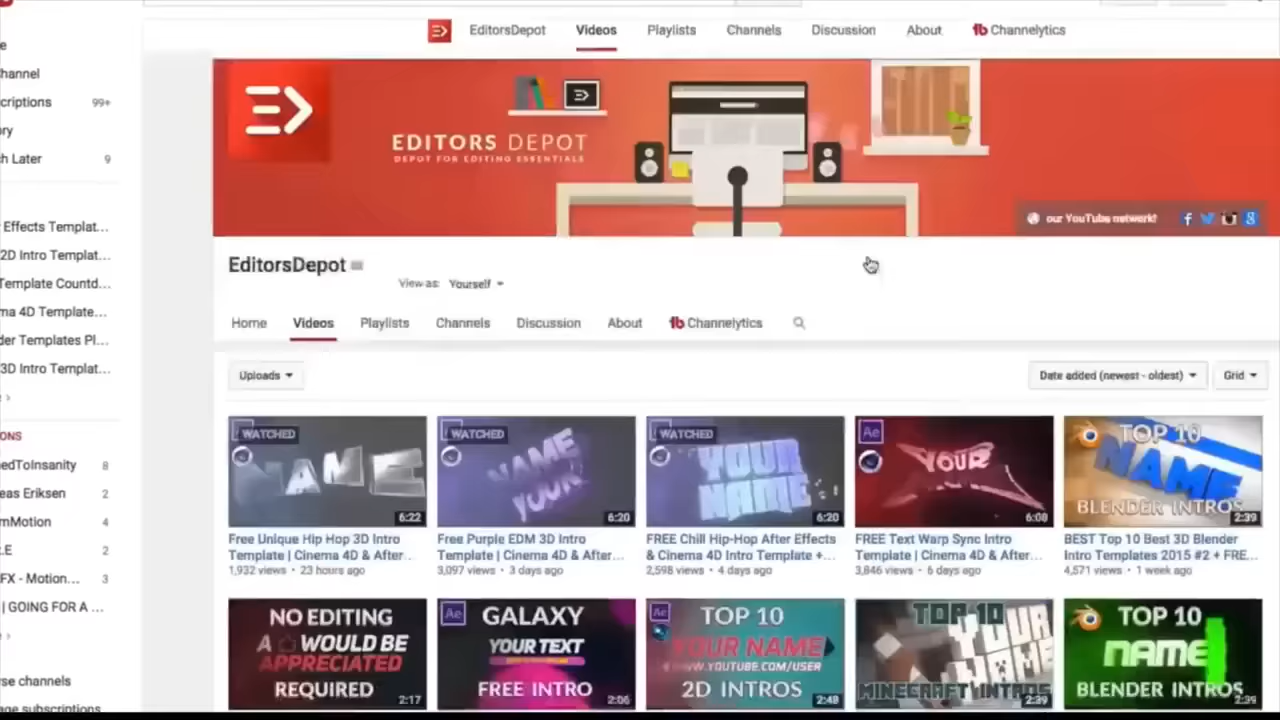 EditorsDepot Videos Playlists Channels Discussion About Channelytics
hannel
criptions 99+
ory
h Later 9
Effects Templat...
2D Intro Templat...
Template Countd...
ma 4D Template...
der Templates Pl...
3D Intro Templat...
ONS
edToInsanity 8
eas Eriksen 2
mMotion 4
.E 2
FX - Motion... 3
| GOING FOR A ...
se channels
age subscriptions
EDITORS DEPOT
DEPOT FOR EDITING ESSENTIALS
our YouTube network!
EditorsDepot
View as: Yourself
Home Videos Playlists Channels Discussion About Channelytics
Uploads Date added (newest - oldest) Grid
WATCHED
NAME
6:22
Free Unique Hip Hop 3D Intro
Template | Cinema 4D & After...
1,932 views • 23 hours ago
WATCHED
NAME
YOUR
6:20
Free Purple EDM 3D Intro
Template | Cinema 4D & After...
3,097 views • 3 days ago
WATCHED
YOUR
NAME
6:20
FREE Chill Hip-Hop After Effects
& Cinema 4D Intro Template +...
2,598 views • 4 days ago
Ae
YOUR
6:08
FREE Text Warp Sync Intro
Template | Cinema 4D & After...
3,846 views • 6 days ago
TOP 10
NAME
BLENDER INTROS
2:39
BEST Top 10 Best 3D Blender
Intro Templates 2015 #2 + FRE...
4,571 views • 1 week ago
NO EDITING
A WOULD BE
APPRECIATED
REQUIRED
2:17
Ae
GALAXY
YOUR TEXT
FREE INTRO
2:06
Ae
TOP 10
YOUR NAME
WWW.YOUTUBE.COM/USER
2D INTROS
2:49
TOP 10
YOUR
NAME
MINECRAFT INTROS
2:39
TOP 10
NAME
BLENDER INTROS
2:39